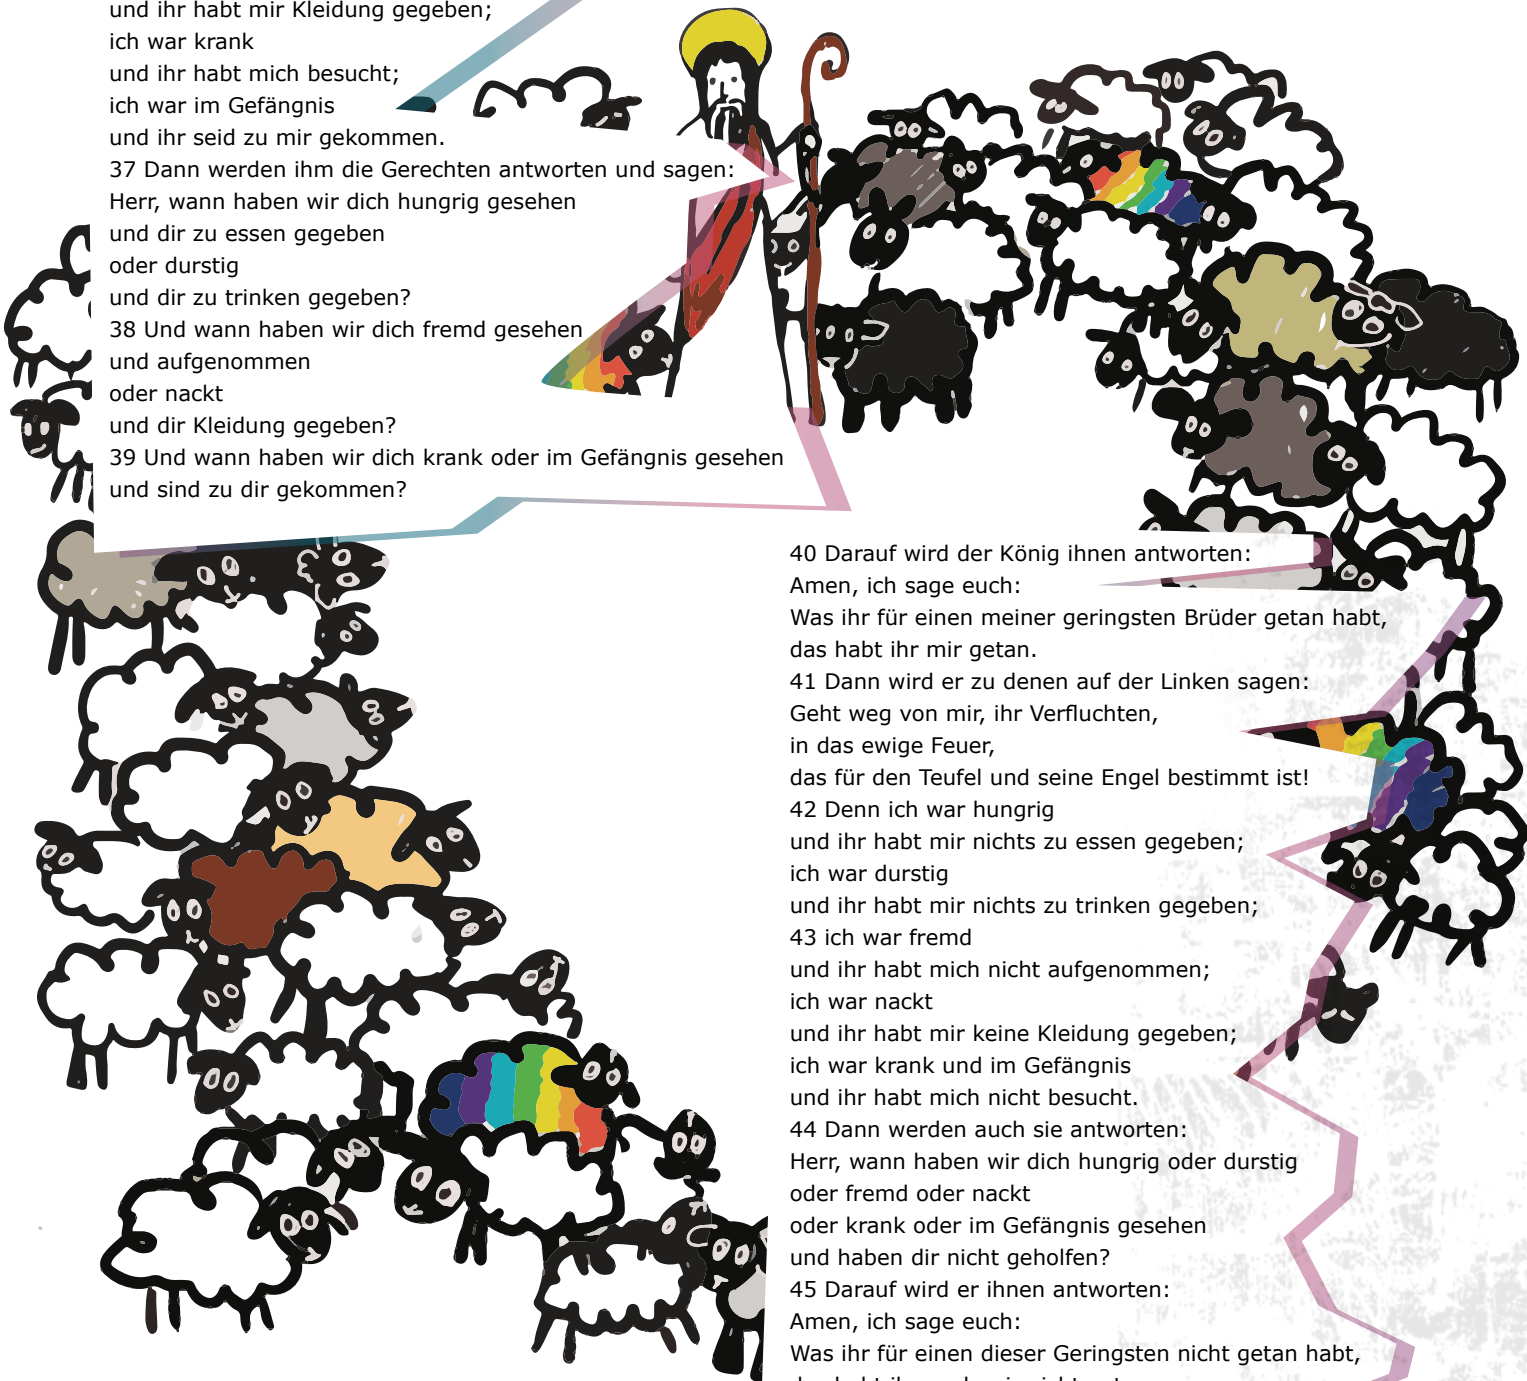 und ihr habt mir Kleidung gegeben;
ich war krank
und ihr habt mich besucht;
ich war im Gefängnis
und ihr seid zu mir gekommen.
37 Dann werden ihm die Gerechten antworten und sagen:
Herr, wann haben wir dich hungrig gesehen
und dir zu essen gegeben
oder durstig
und dir zu trinken gegeben?
38 Und wann haben wir dich fremd gesehen
und aufgenommen
oder nackt
und dir Kleidung gegeben?
39 Und wann haben wir dich krank oder im Gefängnis gesehen
und sind zu dir gekommen?
40 Darauf wird der König ihnen antworten:
Amen, ich sage euch:
Was ihr für einen meiner geringsten Brüder getan habt,
das habt ihr mir getan.
41 Dann wird er zu denen auf der Linken sagen:
Geht weg von mir, ihr Verfluchten,
in das ewige Feuer,
das für den Teufel und seine Engel bestimmt ist!
42 Denn ich war hungrig
und ihr habt mir nichts zu essen gegeben;
ich war durstig
und ihr habt mir nichts zu trinken gegeben;
43 ich war fremd
und ihr habt mich nicht aufgenommen;
ich war nackt
und ihr habt mir keine Kleidung gegeben;
ich war krank und im Gefängnis
und ihr habt mich nicht besucht.
44 Dann werden auch sie antworten:
Herr, wann haben wir dich hungrig oder durstig
oder fremd oder nackt
oder krank oder im Gefängnis gesehen
und haben dir nicht geholfen?
45 Darauf wird er ihnen antworten:
Amen, ich sage euch:
Was ihr für einen dieser Geringsten nicht getan habt,